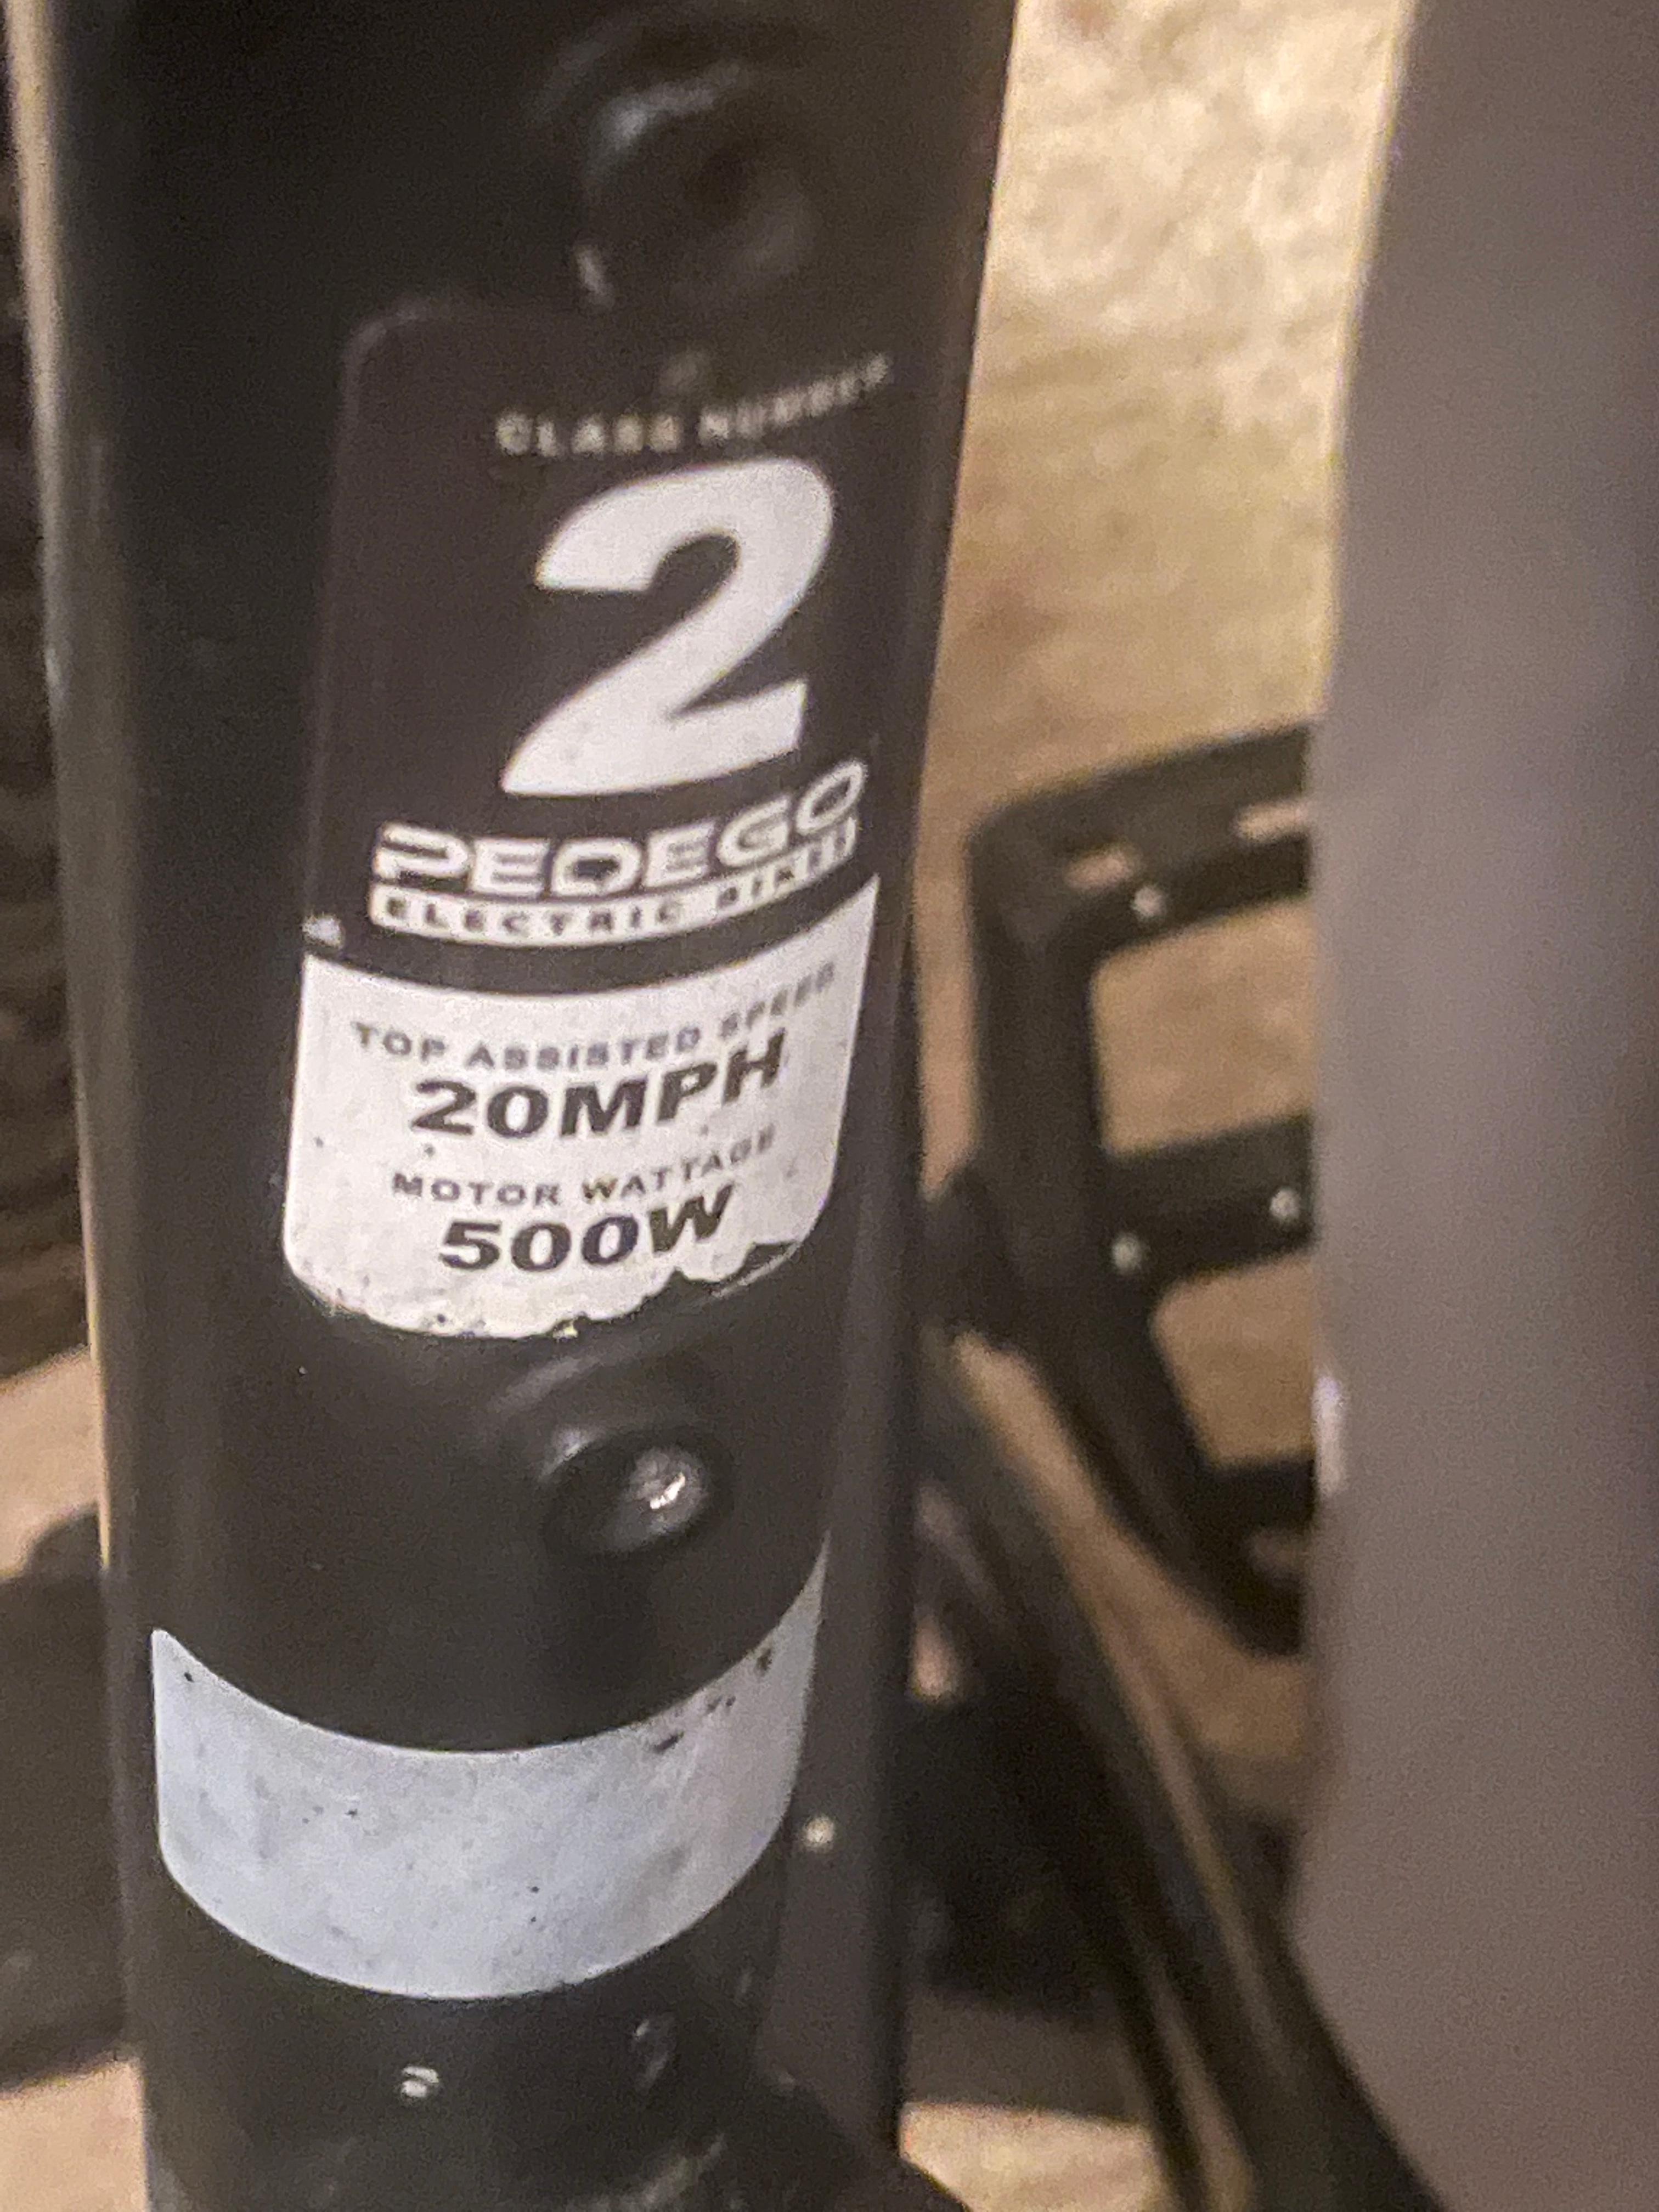 CLASS NUMBER
2
PEDEGO
ELECTRIC BIKES
TOP ASSISTED SPEED
20MPH
MOTOR WATTAGE
500W